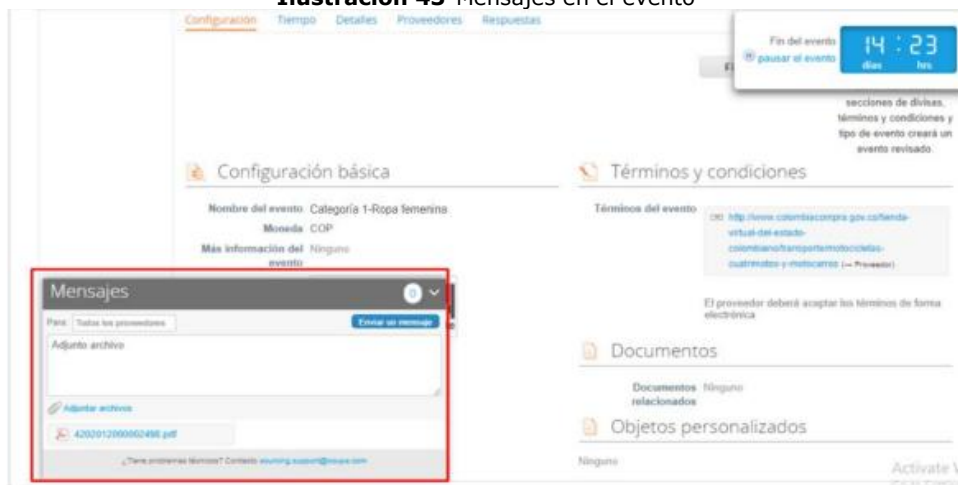 Ilustración 43 Mensajes en el evento
Configuración Tiempo Detalles Proveedores Respuestas
Fin del evento
pausar el evento
14 : 23
días hrs
secciones de divisas,
términos y condiciones y
tipo de evento creará un
evento revisado.
Configuración básica
Nombre del evento Categoría 1-Ropa femenina
Moneda COP
Más información del evento Ninguno
Términos y condiciones
Términos del evento
http://www.colombiacompra.gov.co/tienda-
virtual-del-estado-
colombiano/transporte/motocicletas-
cuatrimotos-y-motocarros (— Proveedor)
El proveedor deberá aceptar los términos de forma
electrónica
Documentos
Documentos relacionados Ninguno
Objetos personalizados
Ninguno
Mensajes 0
Para: Todos los proveedores Enviar un mensaje
Adjunto archivo
Adjuntar archivos
¿Tiene problemas técnicos? Contacto sourcing.support@coupa.com